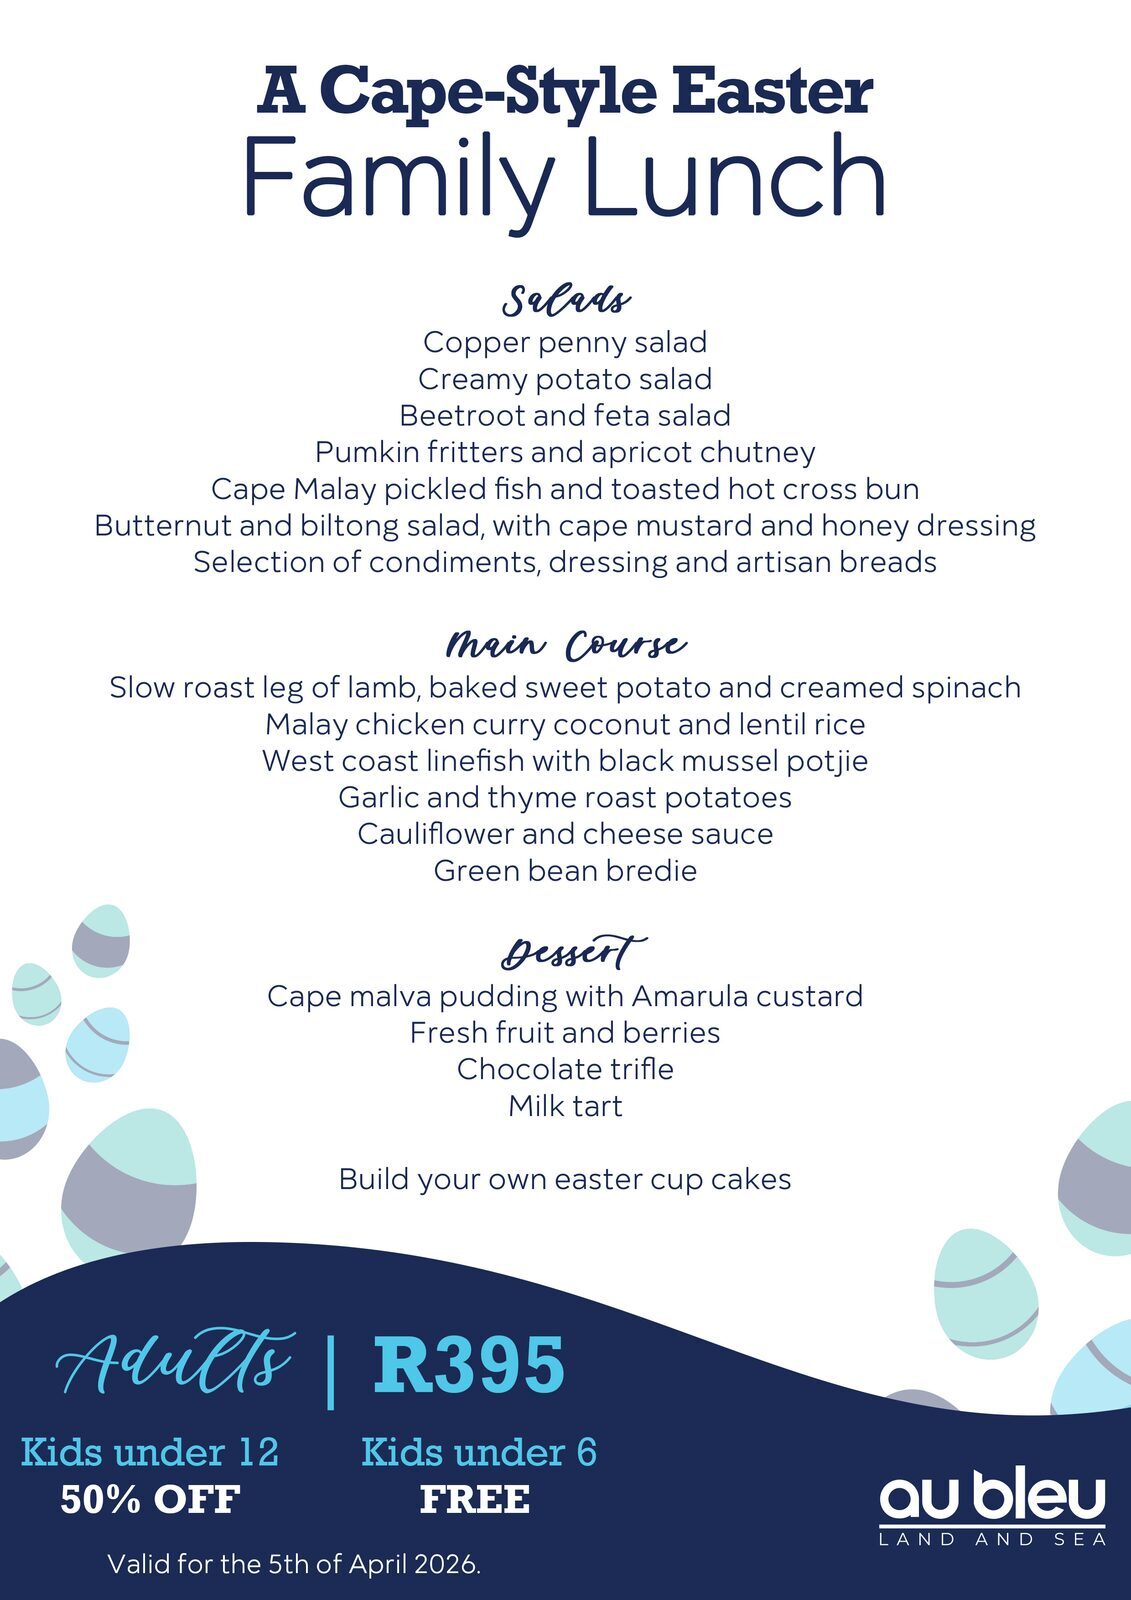 A Cape-Style Easter
Family Lunch
Salads
Copper penny salad
Creamy potato salad
Beetroot and feta salad
Pumkin fritters and apricot chutney
Cape Malay pickled fish and toasted hot cross bun
Butternut and biltong salad, with cape mustard and honey dressing
Selection of condiments, dressing and artisan breads
Main Course
Slow roast leg of lamb, baked sweet potato and creamed spinach
Malay chicken curry coconut and lentil rice
West coast linefish with black mussel potjie
Garlic and thyme roast potatoes
Cauliflower and cheese sauce
Green bean bredie
Dessert
Cape malva pudding with Amarula custard
Fresh fruit and berries
Chocolate trifle
Milk tart
Build your own easter cup cakes
Adults | R395
Kids under 12
50% OFF
Kids under 6
FREE
Valid for the 5th of April 2026.
au bleu
LAND AND SEA